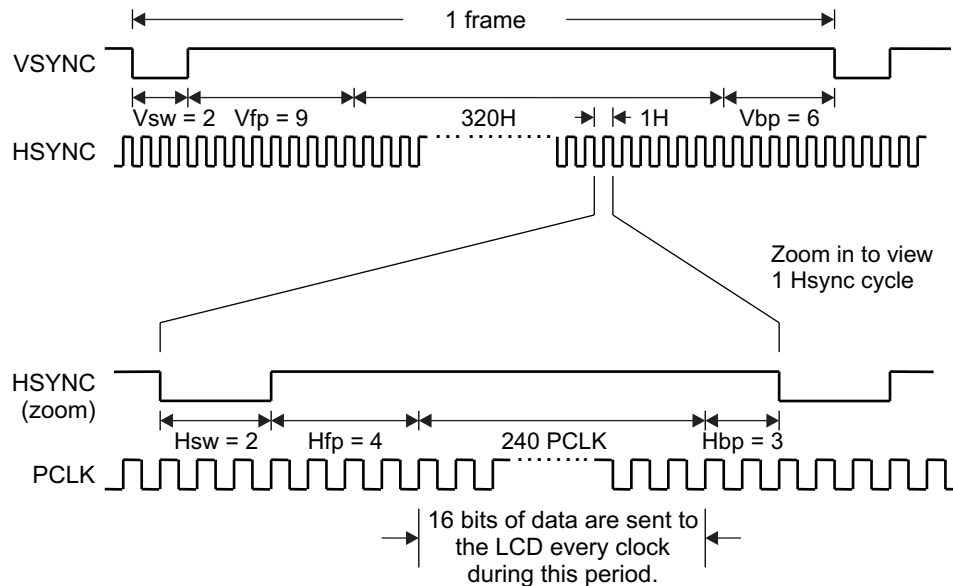 1 frame
VSYNC
Vsw = 2
Vfp = 9
320H
1H
Vbp = 6
HSYNC
Zoom in to view
1 Hsync cycle
HSYNC
(zoom)
Hsw = 2
Hfp = 4
240 PCLK
Hbp = 3
PCLK
16 bits of data are sent to
the LCD every clock
during this period.